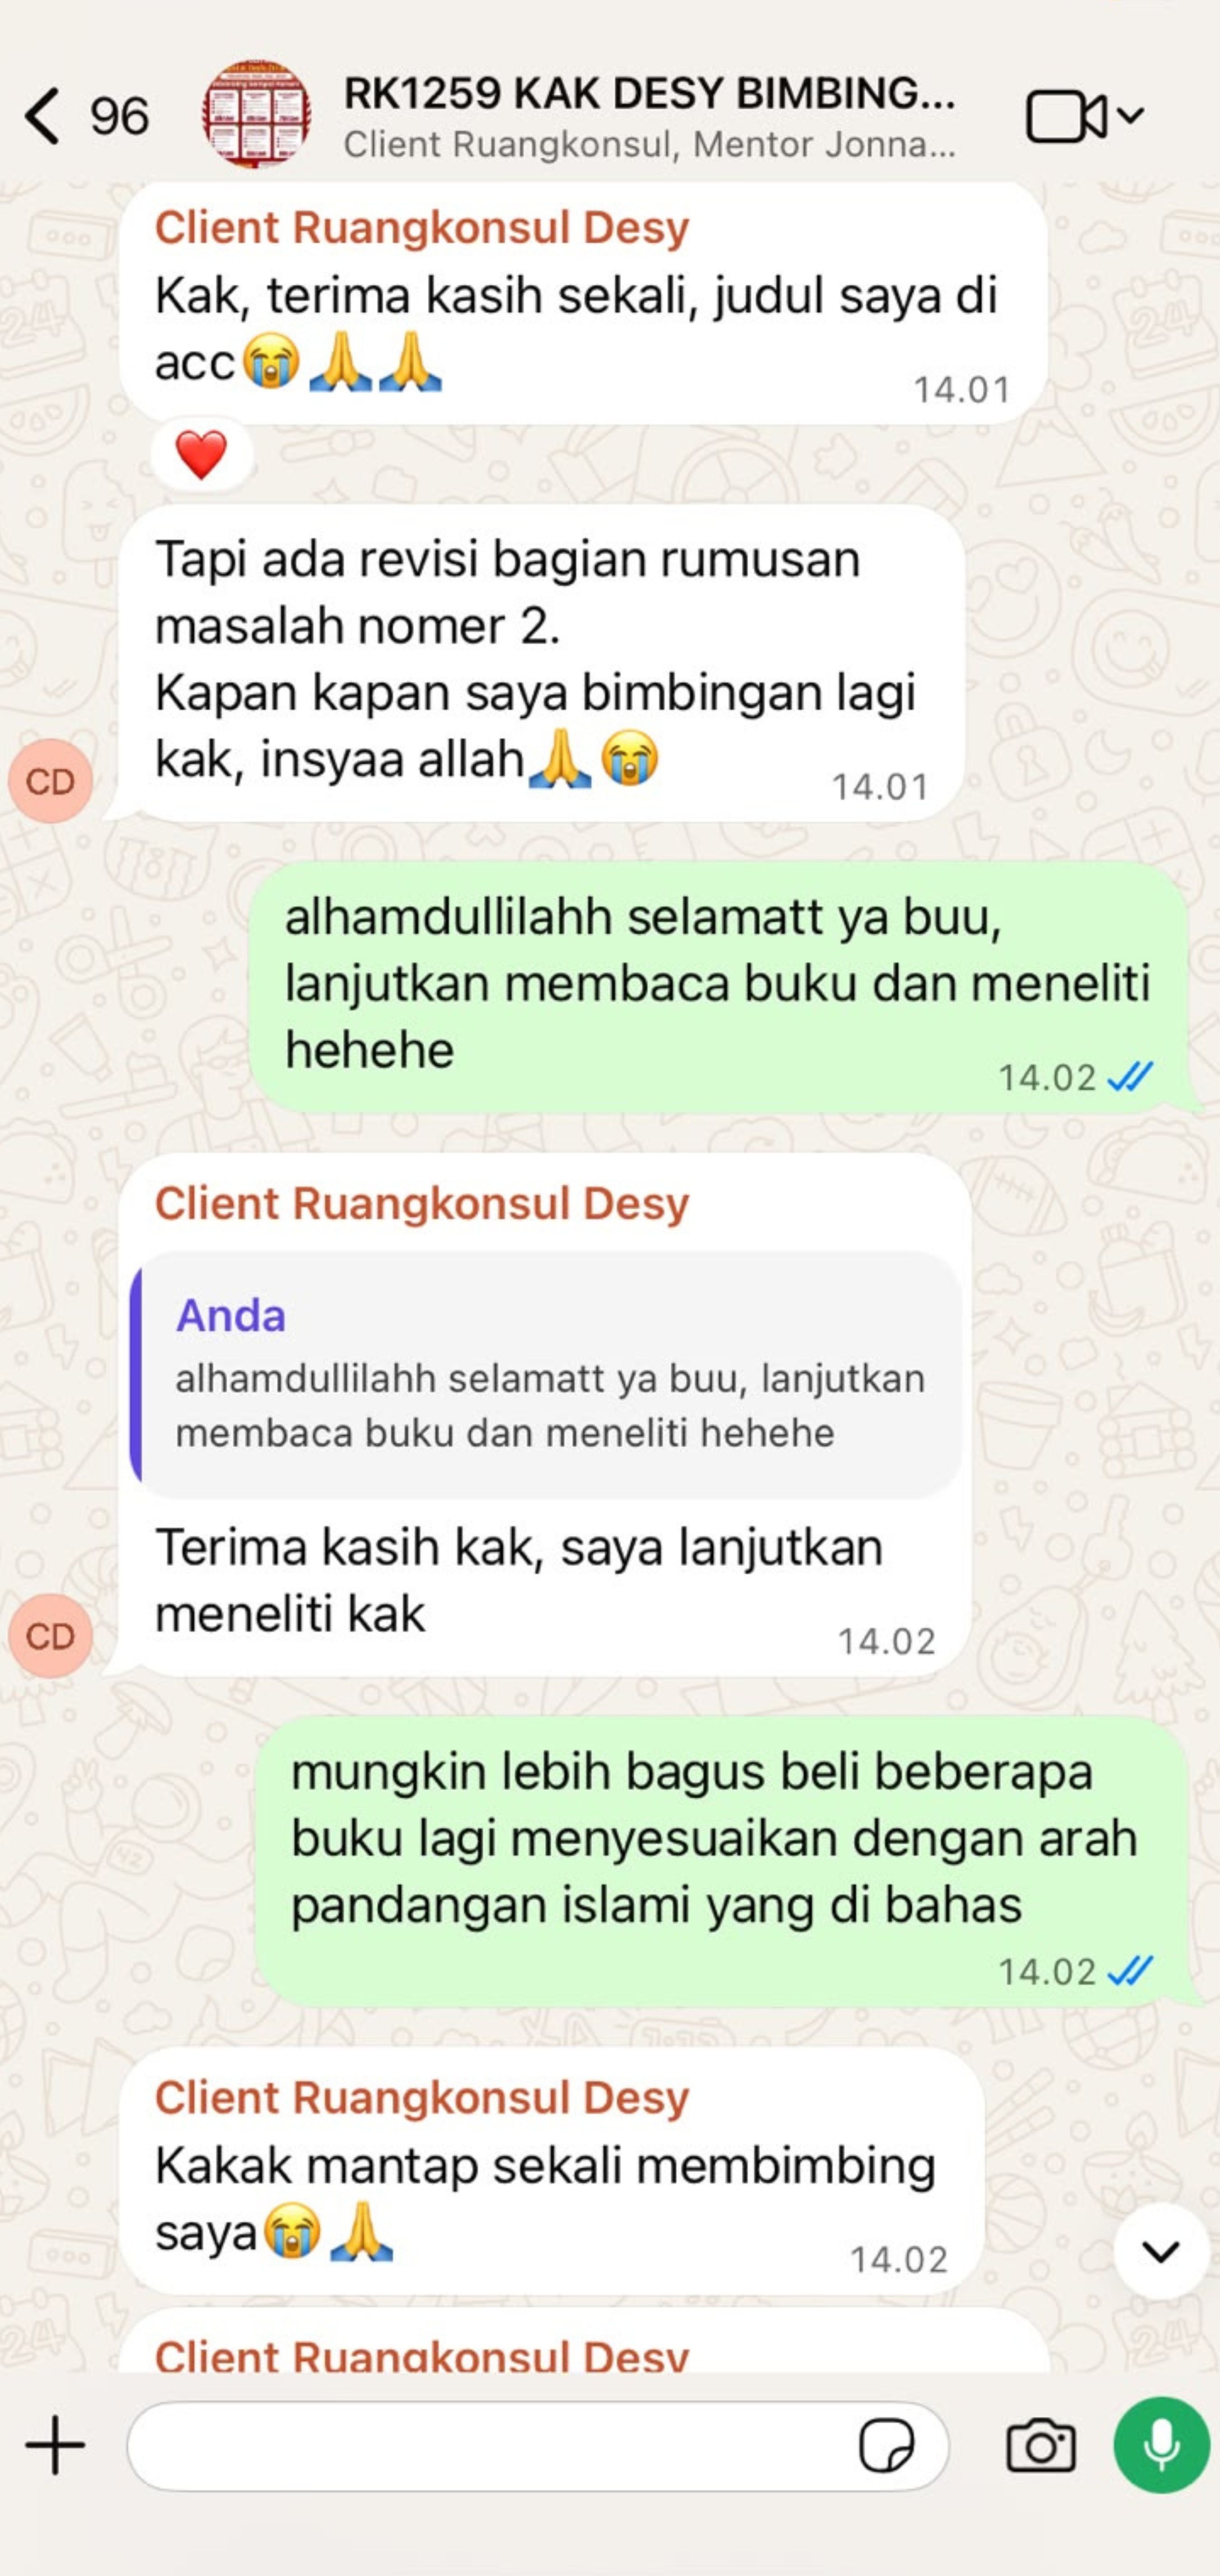 96
RK1259 KAK DESY BIMBING...
Client Ruangkonsul, Mentor Jonna...
Client Ruangkonsul Desy
Kak, terima kasih sekali, judul saya di
acc😭🙏🙏
14.01
❤️
Tapi ada revisi bagian rumusan
masalah nomer 2.
Kapan kapan saya bimbingan lagi
kak, insyaa allah🙏😭
14.01
CD
alhamdullilahh selamatt ya buu,
lanjutkan membaca buku dan meneliti
hehehe
14.02
Client Ruangkonsul Desy
Anda
alhamdullilahh selamatt ya buu, lanjutkan
membaca buku dan meneliti hehehe
Terima kasih kak, saya lanjutkan
meneliti kak
14.02
CD
mungkin lebih bagus beli beberapa
buku lagi menyesuaikan dengan arah
pandangan islami yang di bahas
14.02
Client Ruangkonsul Desy
Kakak mantap sekali membimbing
saya😭🙏
14.02
Client Ruangkonsul Desy